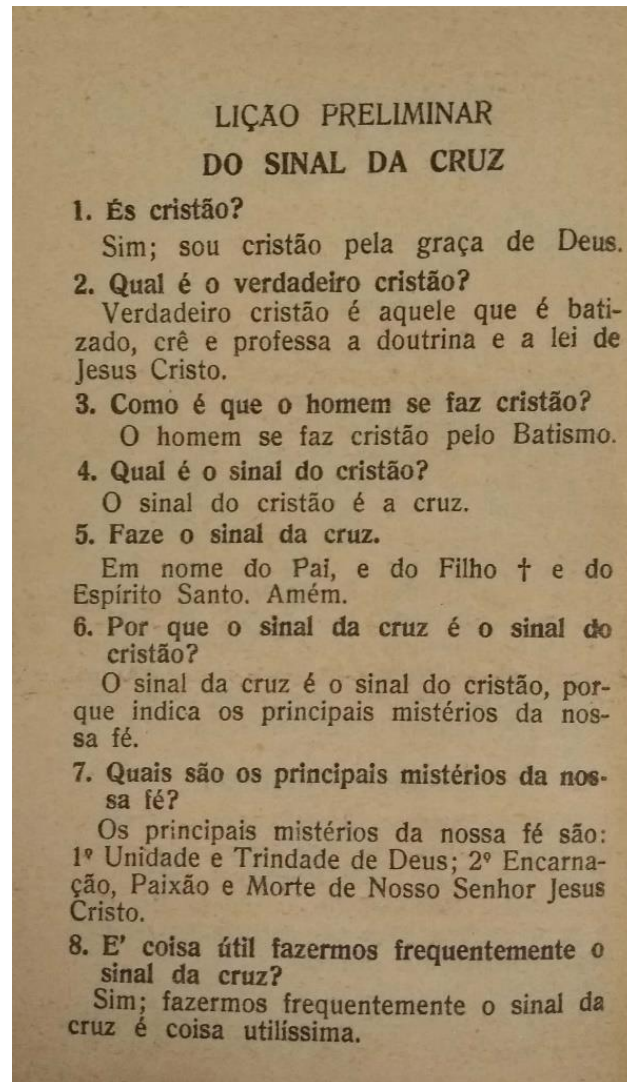 LIÇÃO PRELIMINAR
DO SINAL DA CRUZ
1. És cristão?
Sim; sou cristão pela graça de Deus.
2. Qual é o verdadeiro cristão?
Verdadeiro cristão é aquele que é bati-
zado, crê e professa a doutrina e a lei de
Jesus Cristo.
3. Como é que o homem se faz cristão?
O homem se faz cristão pelo Batismo.
4. Qual é o sinal do cristão?
O sinal do cristão é a cruz.
5. Faze o sinal da cruz.
Em nome do Pai, e do Filho † e do
Espírito Santo. Amém.
6. Por que o sinal da cruz é o sinal do
cristão?
O sinal da cruz é o sinal do cristão, por-
que indica os principais mistérios da nos-
sa fé.
7. Quais são os principais mistérios da nos-
sa fé?
Os principais mistérios da nossa fé são:
1º Unidade e Trindade de Deus; 2º Encarna-
ção, Paixão e Morte de Nosso Senhor Jesus
Cristo.
8. E' coisa útil fazermos frequentemente o
sinal da cruz?
Sim; fazermos frequentemente o sinal da
cruz é coisa utilíssima.